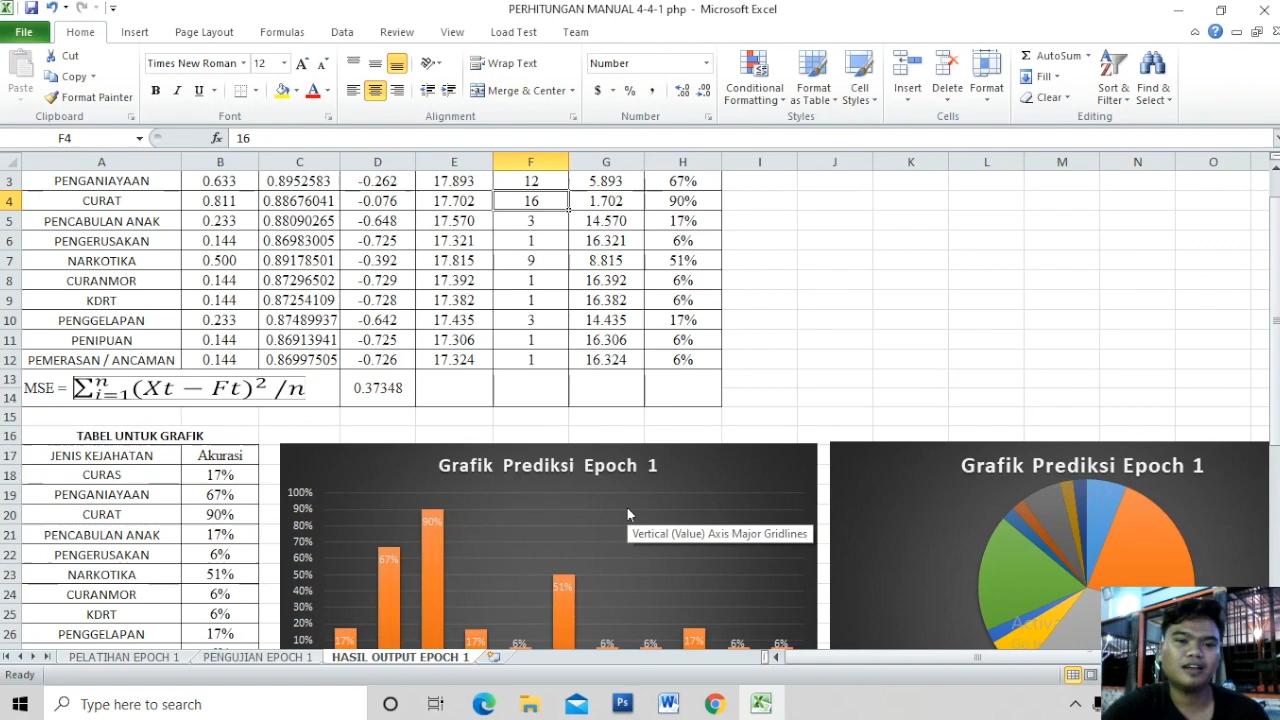 PERHITUNGAN MANUAL 4-4-1 php - Microsoft Excel
File Home Insert Page Layout Formulas Data Review View Load Test Team
Paste Cut Copy Format Painter Clipboard
Times New Roman 12 B I U A Font
Wrap Text Merge & Center Alignment
Number $ % , Number
Conditional Formatting Format as Table Cell Styles Styles
Insert Delete Format Cells
Σ AutoSum Fill Clear Sort & Filter Find & Select Editing
F4 fx 16
A B C D E F G H I J K L M N O
3 PENGANIAYAAN 0.633 0.8952583 -0.262 17.893 12 5.893 67%
4 CURAT 0.811 0.88676041 -0.076 17.702 16 1.702 90%
5 PENCABULAN ANAK 0.233 0.88090265 -0.648 17.570 3 14.570 17%
6 PENGERUSAKAN 0.144 0.86983005 -0.725 17.321 1 16.321 6%
7 NARKOTIKA 0.500 0.89178501 -0.392 17.815 9 8.815 51%
8 CURANMOR 0.144 0.87296502 -0.729 17.392 1 16.392 6%
9 KDRT 0.144 0.87254109 -0.728 17.382 1 16.382 6%
10 PENGGELAPAN 0.233 0.87489937 -0.642 17.435 3 14.435 17%
11 PENIPUAN 0.144 0.86913941 -0.725 17.306 1 16.306 6%
12 PEMERASAN / ANCAMAN 0.144 0.86997505 -0.726 17.324 1 16.324 6%
13 MSE = ∑ⁿᵢ₌₁(Xt − Ft)² /n 0.37348
14
15
16 TABEL UNTUK GRAFIK
17 JENIS KEJAHATAN Akurasi
18 CURAS 17%
19 PENGANIAYAAN 67%
20 CURAT 90%
21 PENCABULAN ANAK 17%
22 PENGERUSAKAN 6%
23 NARKOTIKA 51%
24 CURANMOR 6%
25 KDRT 6%
26 PENGGELAPAN 17%
Grafik Prediksi Epoch 1
100%
90%
80%
70%
60%
50%
40%
30%
20%
10%
17% 67% 90% 17% 6% 51% 6% 6% 17% 6% 6%
Vertical (Value) Axis Major Gridlines
Grafik Prediksi Epoch 1
PELATIHAN EPOCH 1 PENGUJIAN EPOCH 1 HASIL OUTPUT EPOCH 1
Ready
Type here to search